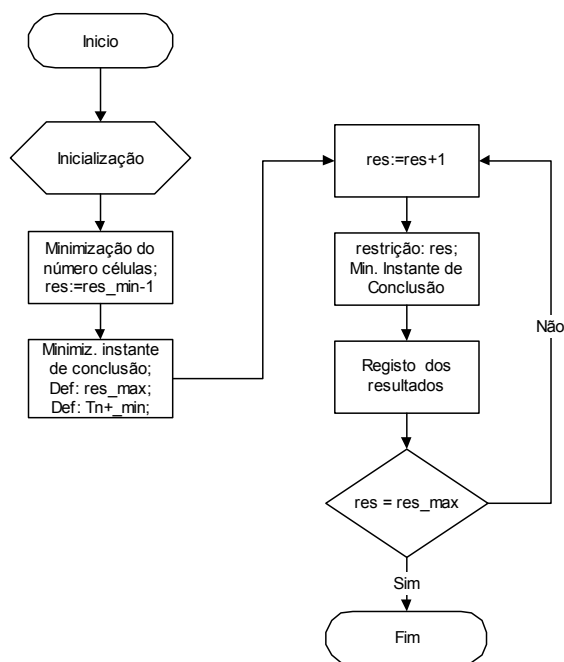 Inicio
Inicialização
Minimização do
número células;
res:=res_min-1
Minimiz. instante
de conclusão;
Def: res_max;
Def: Tn+_min;
res:=res+1
restrição: res;
Min. Instante de
Conclusão
Registo dos
resultados
res = res_max
Não
Sim
Fim